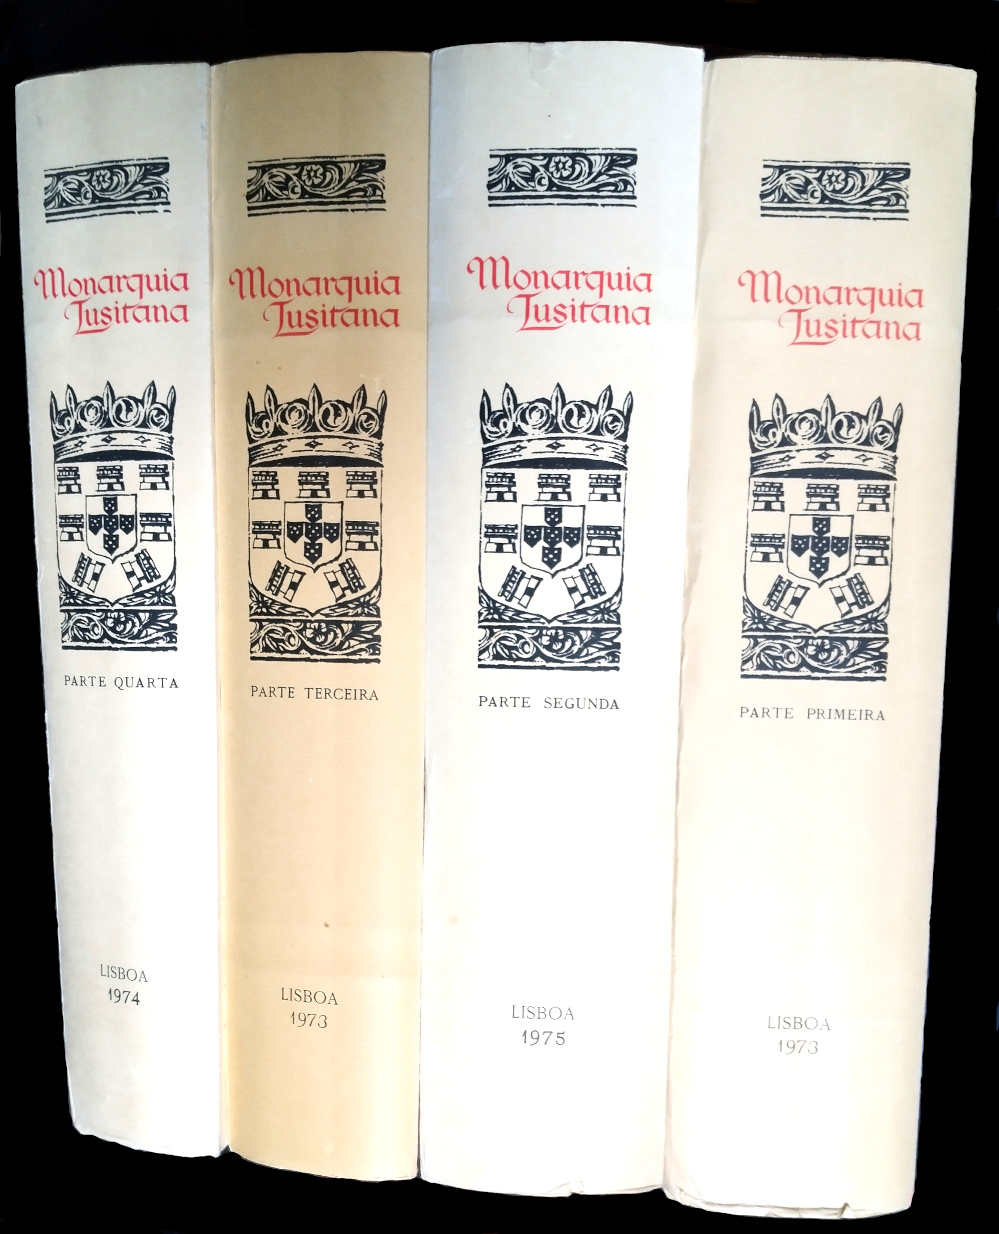 Monarquia
Lusitana
PARTE QUARTA
LISBOA
1974
Monarquia
Lusitana
PARTE TERCEIRA
LISBOA
1973
Monarquia
Lusitana
PARTE SEGUNDA
LISBOA
1975
Monarquia
Lusitana
PARTE PRIMEIRA
LISBOA
1973